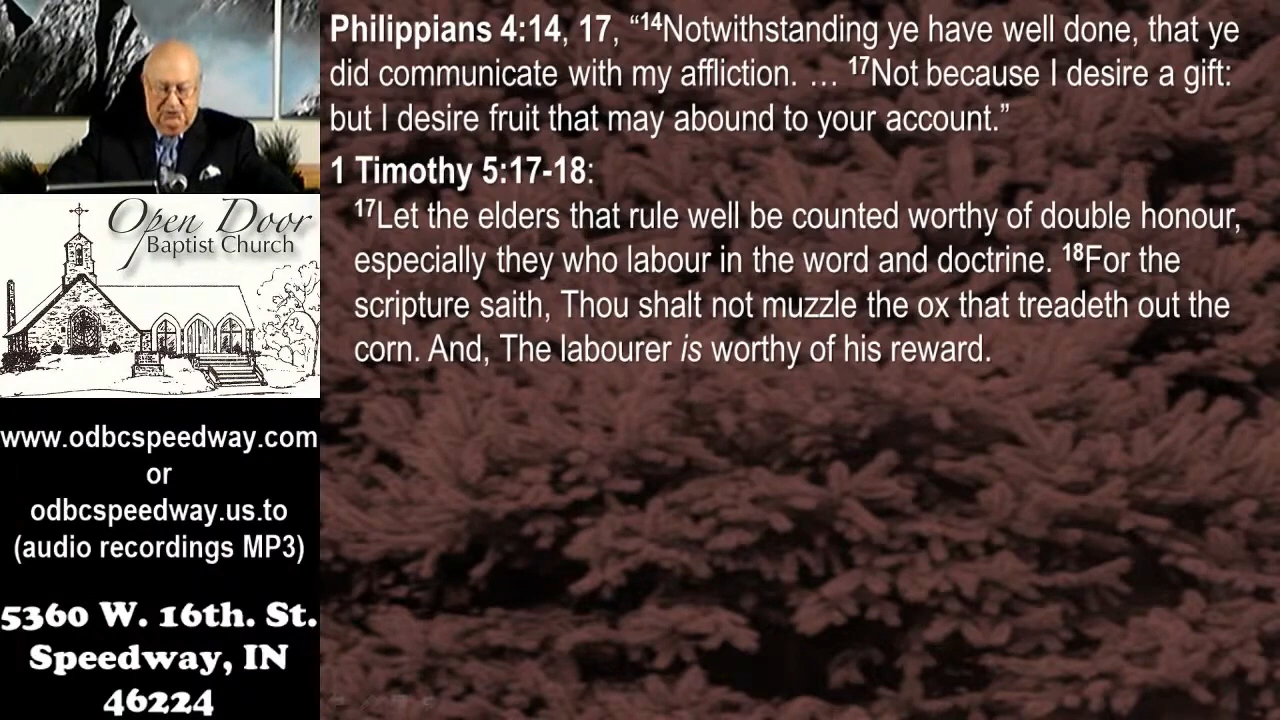 Philippians 4:14, 17, “14Notwithstanding ye have well done, that ye
did communicate with my affliction. … 17Not because I desire a gift:
but I desire fruit that may abound to your account.”
1 Timothy 5:17-18:
17Let the elders that rule well be counted worthy of double honour,
especially they who labour in the word and doctrine. 18For the
scripture saith, Thou shalt not muzzle the ox that treadeth out the
corn. And, The labourer is worthy of his reward.
Open Door
Baptist Church
www.odbcspeedway.com
or
odbcspeedway.us.to
(audio recordings MP3)
5360 W. 16th. St.
Speedway, IN
46224